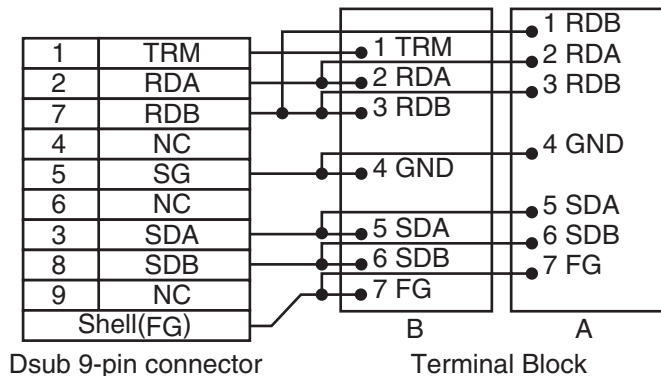 1 TRM
2 RDA
7 RDB
4 NC
5 SG
6 NC
3 SDA
8 SDB
9 NC
Shell(FG)
Dsub 9-pin connector
1 TRM
2 RDA
3 RDB
4 GND
5 SDA
6 SDB
7 FG
B
1 RDB
2 RDA
3 RDB
4 GND
5 SDA
6 SDB
7 FG
A
Terminal Block